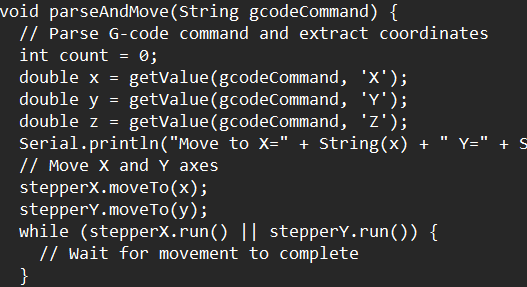 void parseAndMove(String gcodeCommand) {
// Parse G-code command and extract coordinates
int count = 0;
double x = getValue(gcodeCommand, 'X');
double y = getValue(gcodeCommand, 'Y');
double z = getValue(gcodeCommand, 'Z');
Serial.println("Move to X=" + String(x) + " Y=" + S
// Move X and Y axes
stepperX.moveTo(x);
stepperY.moveTo(y);
while (stepperX.run() || stepperY.run()) {
// Wait for movement to complete
}